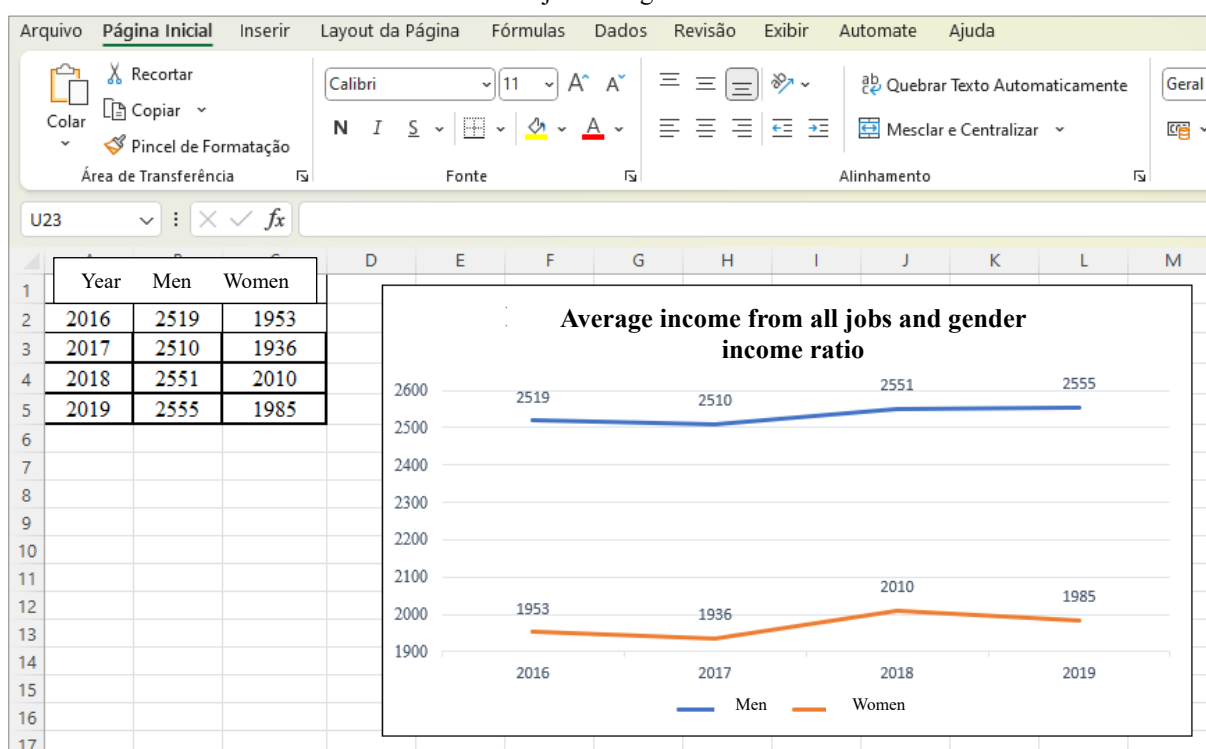 Arquivo Página Inicial Inserir Layout da Página Fórmulas Dados Revisão Exibir Automate Ajuda
Colar
Recortar
Copiar
Pincel de Formatação
Área de Transferência
Calibri 11 A A
N I S A
Fonte
ab Quebrar Texto Automaticamente
Mesclar e Centralizar
Alinhamento
Geral
U23 fx
D E F G H I J K L M
1 Year Men Women
2 2016 2519 1953
3 2017 2510 1936
4 2018 2551 2010
5 2019 2555 1985
6
7
8
9
10
11
12
13
14
15
16
17
Average income from all jobs and gender
income ratio
2600
2500
2400
2300
2200
2100
2000
1900
2519 2510 2551 2555
1953 1936 2010 1985
2016 2017 2018 2019
Men Women